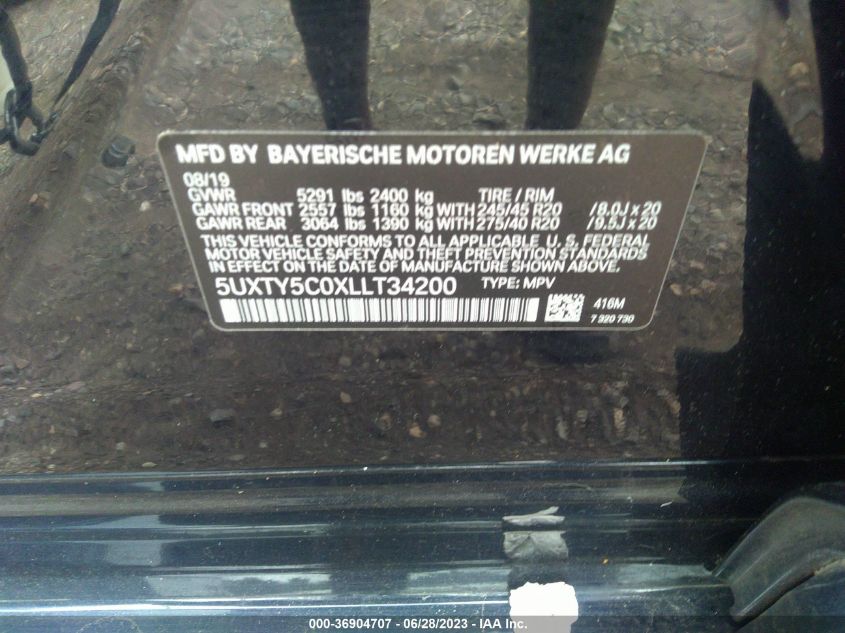 MFD BY BAYERISCHE MOTOREN WERKE AG
08/19
GVWR 5291 lbs 2400 kg TIRE / RIM
GAWR FRONT 2557 lbs 1160 kg WITH 245/45 R20 / 8.0J x 20
GAWR REAR 3064 lbs 1390 kg WITH 275/40 R20 / 9.5J x 20
THIS VEHICLE CONFORMS TO ALL APPLICABLE U.S. FEDERAL
MOTOR VEHICLE SAFETY AND THEFT PREVENTION STANDARDS
IN EFFECT ON THE DATE OF MANUFACTURE SHOWN ABOVE.
5UXTY5C0XLLT34200 TYPE: MPV
416M
7 320 730
000-36904707 / 06/28/2023 - IAA Inc.